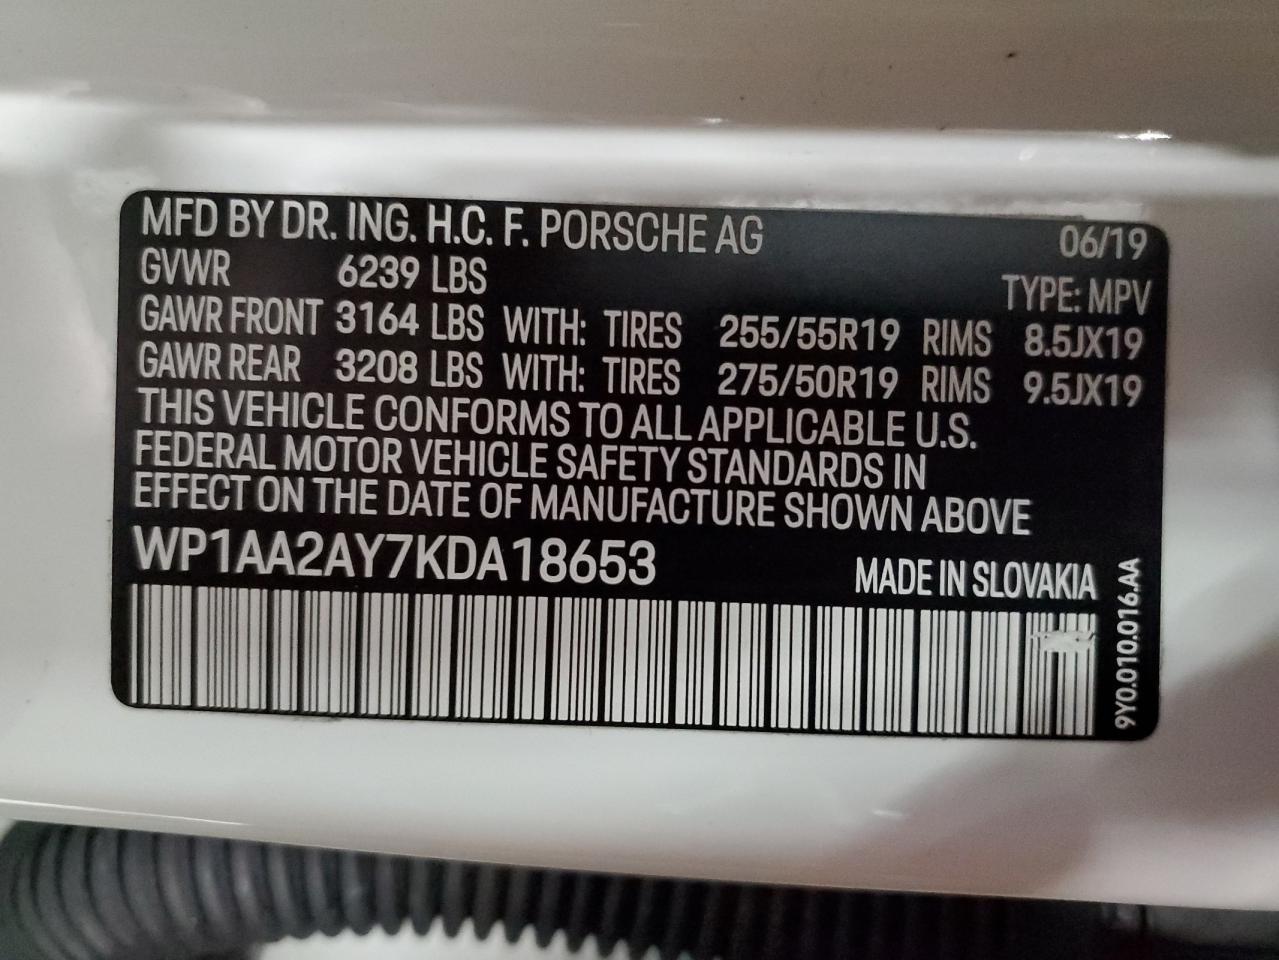 MFD BY DR. ING. H.C. F. PORSCHE AG 06/19
GVWR 6239 LBS TYPE: MPV
GAWR FRONT 3164 LBS WITH: TIRES 255/55R19 RIMS 8.5JX19
GAWR REAR 3208 LBS WITH: TIRES 275/50R19 RIMS 9.5JX19
THIS VEHICLE CONFORMS TO ALL APPLICABLE U.S.
FEDERAL MOTOR VEHICLE SAFETY STANDARDS IN
EFFECT ON THE DATE OF MANUFACTURE SHOWN ABOVE
WP1AA2AY7KDA18653
MADE IN SLOVAKIA
9Y0.010.016.AA